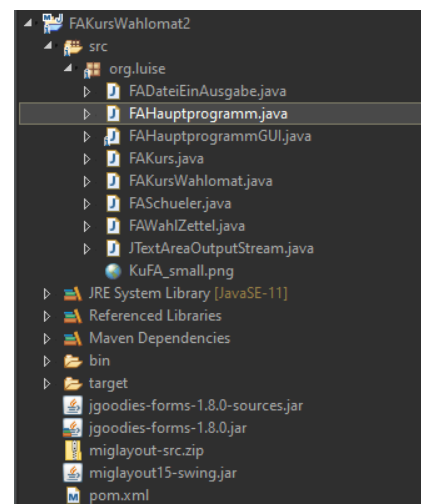 FAKursWahlomat2
src
org.luise
FADateiEinAusgabe.java
FAHauptprogramm.java
FAHauptprogrammGUI.java
FAKurs.java
FAKursWahlomat.java
FASchueler.java
FAWahlZettel.java
JTextAreaOutputStream.java
KuFA_small.png
JRE System Library [JavaSE-11]
Referenced Libraries
Maven Dependencies
bin
target
jgoodies-forms-1.8.0-sources.jar
jgoodies-forms-1.8.0.jar
miglayout-src.zip
miglayout15-swing.jar
pom.xml